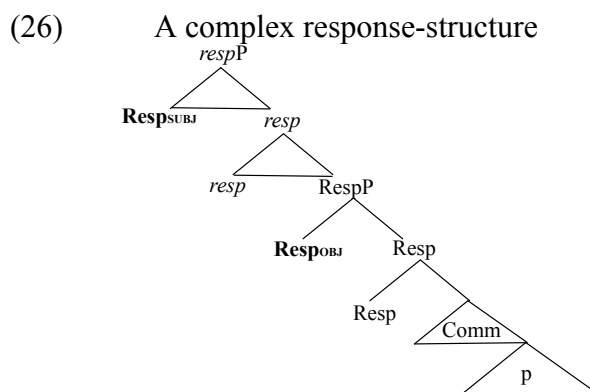 (26) A complex response-structure
respP
RespSUBJ resp
resp RespP
RespOBJ Resp
Resp
Comm
p